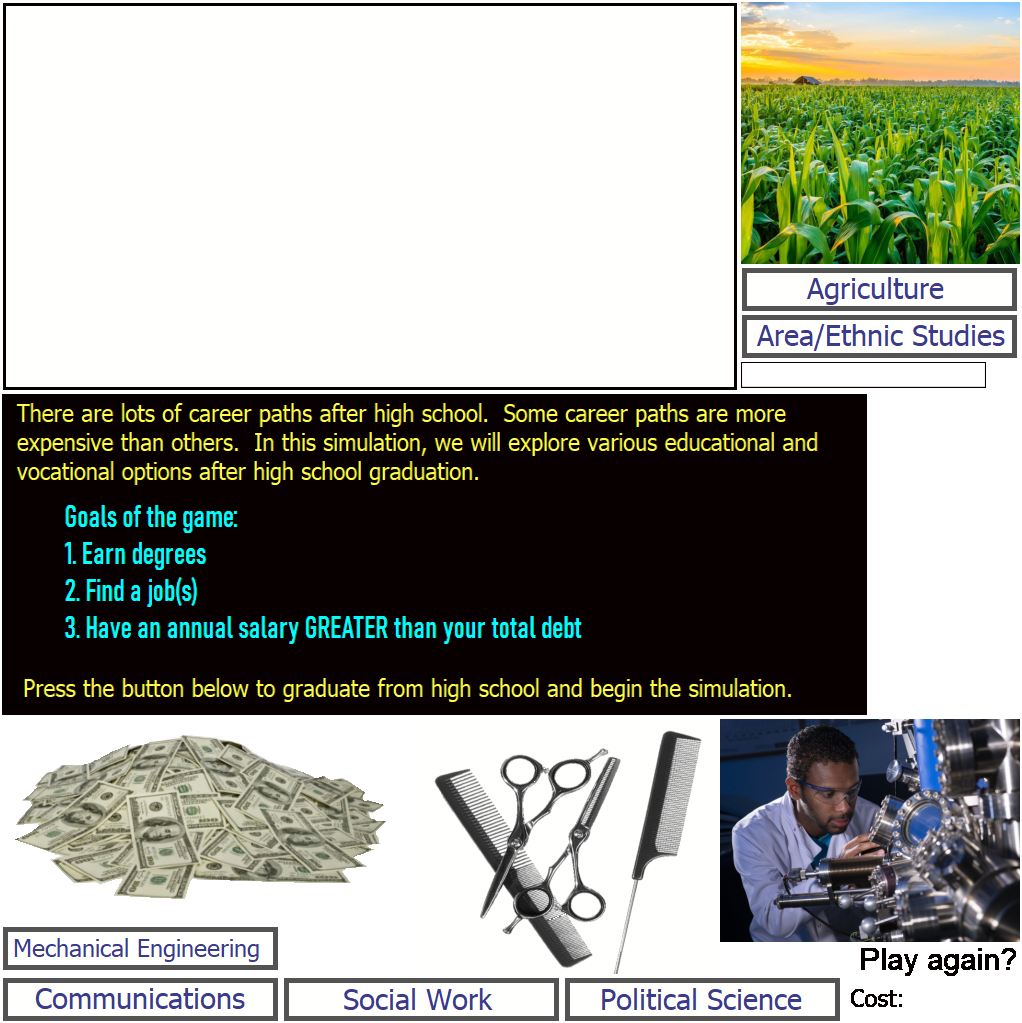 Agriculture
Area/Ethnic Studies
There are lots of career paths after high school.  Some career paths are more
expensive than others.  In this simulation, we will explore various educational and
vocational options after high school graduation.
Goals of the game:
1. Earn degrees
2. Find a job(s)
3. Have an annual salary GREATER than your total debt
Press the button below to graduate from high school and begin the simulation.
Mechanical Engineering
Play again?
Communications
Social Work
Political Science
Cost: